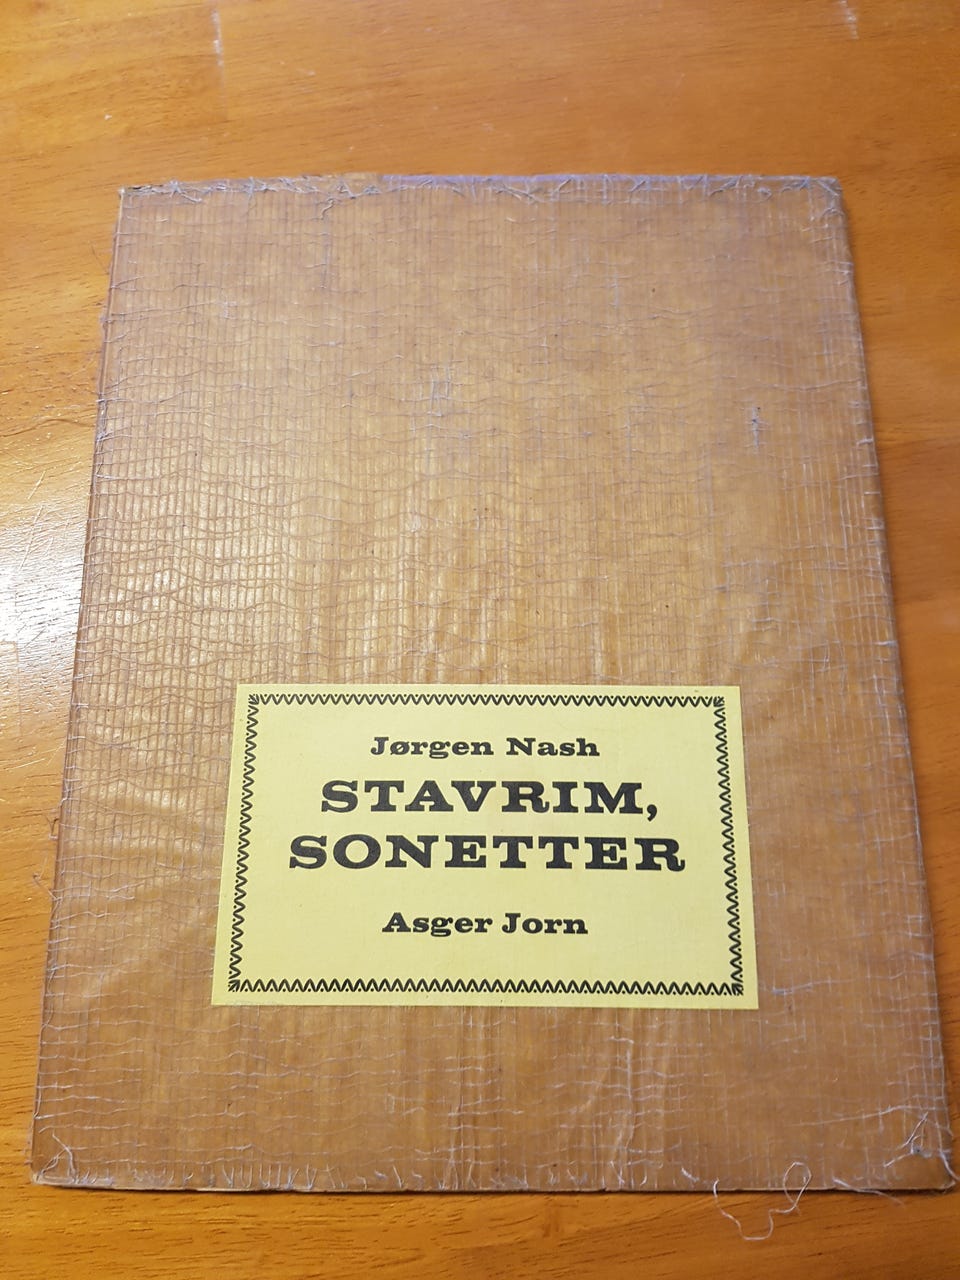 Jørgen Nash
STAVRIM,
SONETTER
Asger Jorn